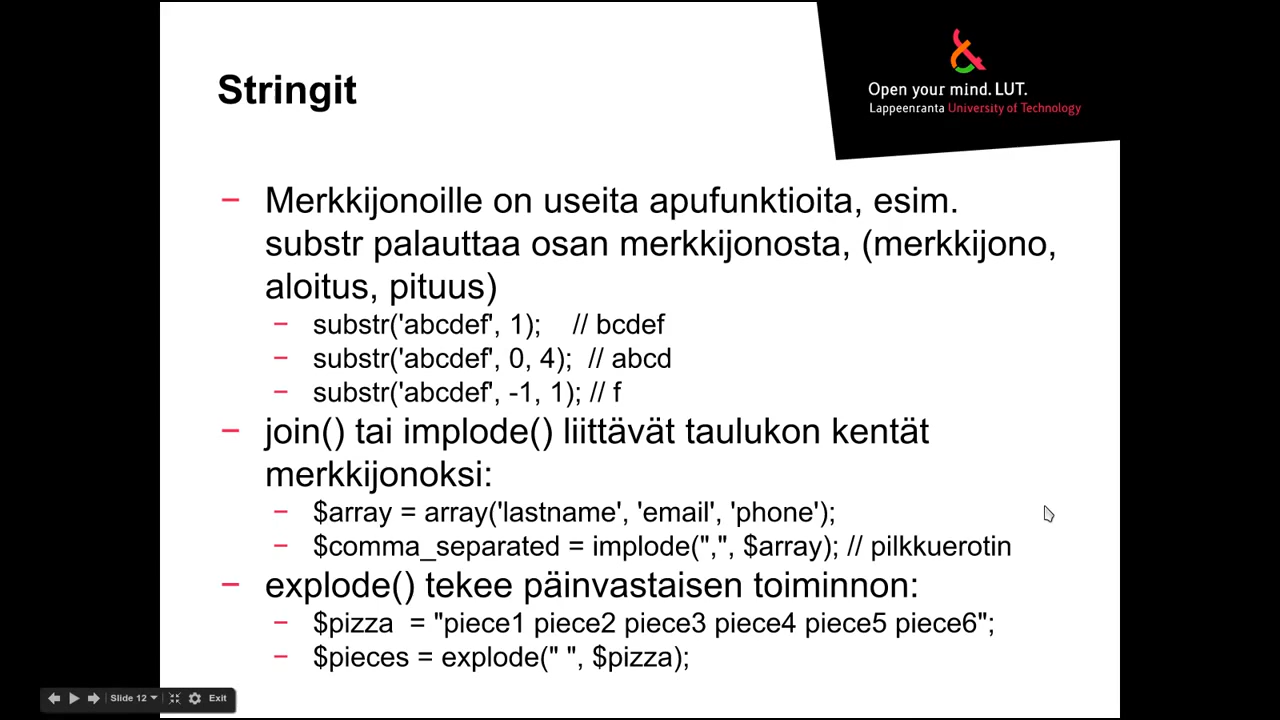 Stringit
Open your mind. LUT.
Lappeenranta University of Technology
− Merkkijonoille on useita apufunktioita, esim.
substr palauttaa osan merkkijonosta, (merkkijono,
aloitus, pituus)
− substr('abcdef', 1); // bcdef
− substr('abcdef', 0, 4); // abcd
− substr('abcdef', -1, 1); // f
− join() tai implode() liittävät taulukon kentät
merkkijonoksi:
− $array = array('lastname', 'email', 'phone');
− $comma_separated = implode(",", $array); // pilkkuerotin
− explode() tekee päinvastaisen toiminnon:
− $pizza = "piece1 piece2 piece3 piece4 piece5 piece6";
− $pieces = explode(" ", $pizza);
Slide 12 Exit